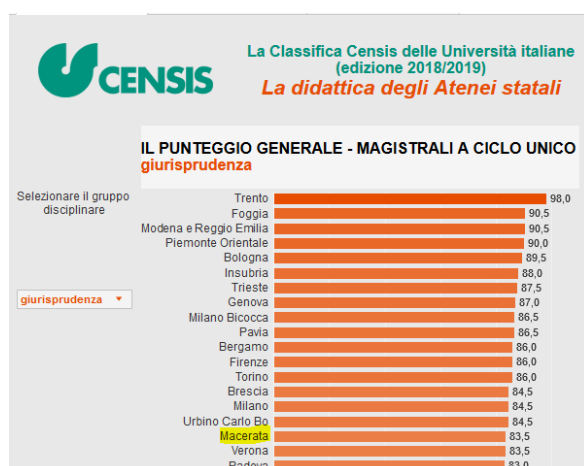 CENSIS
La Classifica Censis delle Università italiane
(edizione 2018/2019)
La didattica degli Atenei statali
IL PUNTEGGIO GENERALE - MAGISTRALI A CICLO UNICO
giurisprudenza
Selezionare il gruppo
disciplinare
giurisprudenza
Trento 98,0
Foggia 90,5
Modena e Reggio Emilia 90,5
Piemonte Orientale 90,0
Bologna 89,5
Insubria 88,0
Trieste 87,5
Genova 87,0
Milano Bicocca 86,5
Pavia 86,5
Bergamo 86,0
Firenze 86,0
Torino 86,0
Brescia 84,5
Milano 84,5
Urbino Carlo Bo 84,5
Macerata 83,5
Verona 83,5
Padova 83,0